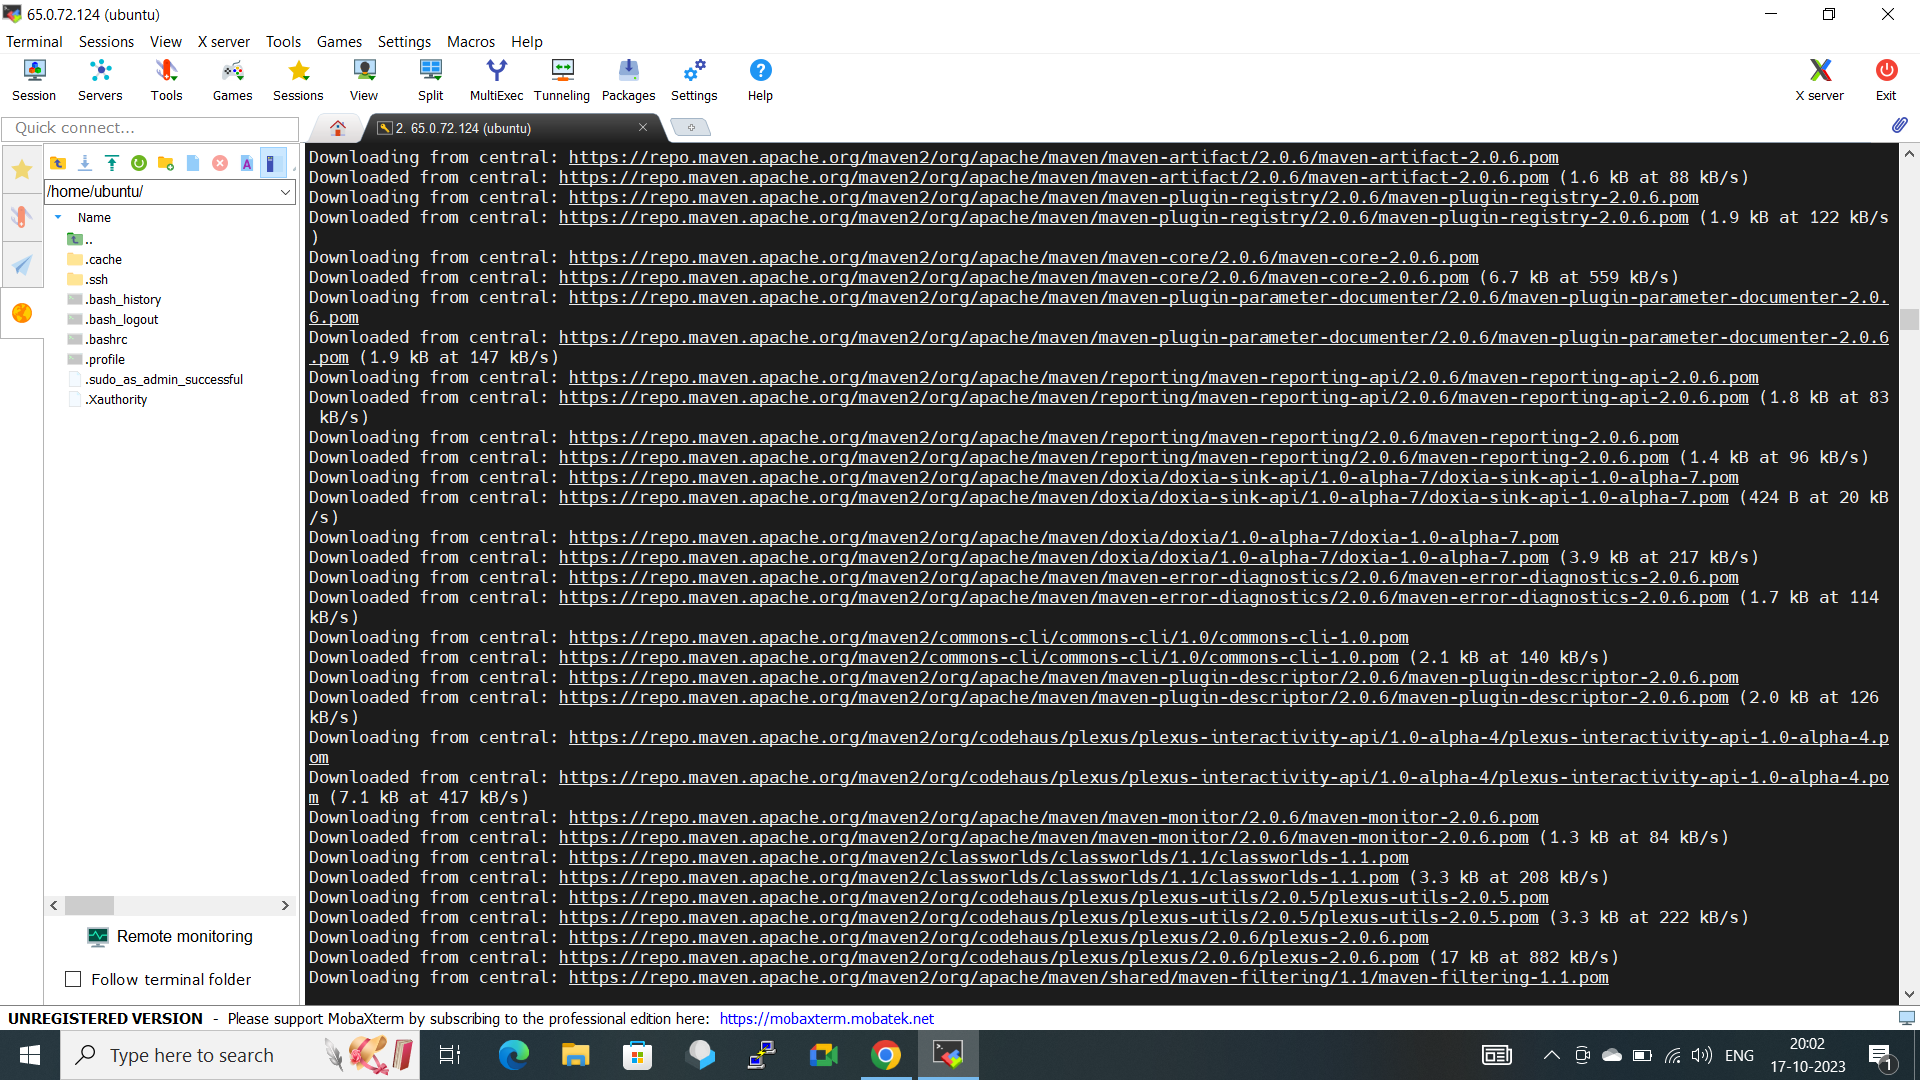 65.0.72.124 (ubuntu)
Terminal Sessions View X server Tools Games Settings Macros Help
Session Servers Tools Games Sessions View Split MultiExec Tunneling Packages Settings Help X server Exit
Quick connect...
2. 65.0.72.124 (ubuntu)
/home/ubuntu/
Name
..
.cache
.ssh
.bash_history
.bash_logout
.bashrc
.profile
.sudo_as_admin_successful
.Xauthority
Remote monitoring
Follow terminal folder
Downloading from central: https://repo.maven.apache.org/maven2/org/apache/maven/maven-artifact/2.0.6/maven-artifact-2.0.6.pom
Downloaded from central: https://repo.maven.apache.org/maven2/org/apache/maven/maven-artifact/2.0.6/maven-artifact-2.0.6.pom (1.6 kB at 88 kB/s)
Downloading from central: https://repo.maven.apache.org/maven2/org/apache/maven/maven-plugin-registry/2.0.6/maven-plugin-registry-2.0.6.pom
Downloaded from central: https://repo.maven.apache.org/maven2/org/apache/maven/maven-plugin-registry/2.0.6/maven-plugin-registry-2.0.6.pom (1.9 kB at 122 kB/s
)
Downloading from central: https://repo.maven.apache.org/maven2/org/apache/maven/maven-core/2.0.6/maven-core-2.0.6.pom
Downloaded from central: https://repo.maven.apache.org/maven2/org/apache/maven/maven-core/2.0.6/maven-core-2.0.6.pom (6.7 kB at 559 kB/s)
Downloading from central: https://repo.maven.apache.org/maven2/org/apache/maven/maven-plugin-parameter-documenter/2.0.6/maven-plugin-parameter-documenter-2.0.
6.pom
Downloaded from central: https://repo.maven.apache.org/maven2/org/apache/maven/maven-plugin-parameter-documenter/2.0.6/maven-plugin-parameter-documenter-2.0.6
.pom (1.9 kB at 147 kB/s)
Downloading from central: https://repo.maven.apache.org/maven2/org/apache/maven/reporting/maven-reporting-api/2.0.6/maven-reporting-api-2.0.6.pom
Downloaded from central: https://repo.maven.apache.org/maven2/org/apache/maven/reporting/maven-reporting-api/2.0.6/maven-reporting-api-2.0.6.pom (1.8 kB at 83
kB/s)
Downloading from central: https://repo.maven.apache.org/maven2/org/apache/maven/reporting/maven-reporting/2.0.6/maven-reporting-2.0.6.pom
Downloaded from central: https://repo.maven.apache.org/maven2/org/apache/maven/reporting/maven-reporting/2.0.6/maven-reporting-2.0.6.pom (1.4 kB at 96 kB/s)
Downloading from central: https://repo.maven.apache.org/maven2/org/apache/maven/doxia/doxia-sink-api/1.0-alpha-7/doxia-sink-api-1.0-alpha-7.pom
Downloaded from central: https://repo.maven.apache.org/maven2/org/apache/maven/doxia/doxia-sink-api/1.0-alpha-7/doxia-sink-api-1.0-alpha-7.pom (424 B at 20 kB
/s)
Downloading from central: https://repo.maven.apache.org/maven2/org/apache/maven/doxia/doxia/1.0-alpha-7/doxia-1.0-alpha-7.pom
Downloaded from central: https://repo.maven.apache.org/maven2/org/apache/maven/doxia/doxia/1.0-alpha-7/doxia-1.0-alpha-7.pom (3.9 kB at 217 kB/s)
Downloading from central: https://repo.maven.apache.org/maven2/org/apache/maven/maven-error-diagnostics/2.0.6/maven-error-diagnostics-2.0.6.pom
Downloaded from central: https://repo.maven.apache.org/maven2/org/apache/maven/maven-error-diagnostics/2.0.6/maven-error-diagnostics-2.0.6.pom (1.7 kB at 114
kB/s)
Downloading from central: https://repo.maven.apache.org/maven2/commons-cli/commons-cli/1.0/commons-cli-1.0.pom
Downloaded from central: https://repo.maven.apache.org/maven2/commons-cli/commons-cli/1.0/commons-cli-1.0.pom (2.1 kB at 140 kB/s)
Downloading from central: https://repo.maven.apache.org/maven2/org/apache/maven/maven-plugin-descriptor/2.0.6/maven-plugin-descriptor-2.0.6.pom
Downloaded from central: https://repo.maven.apache.org/maven2/org/apache/maven/maven-plugin-descriptor/2.0.6/maven-plugin-descriptor-2.0.6.pom (2.0 kB at 126
kB/s)
Downloading from central: https://repo.maven.apache.org/maven2/org/codehaus/plexus/plexus-interactivity-api/1.0-alpha-4/plexus-interactivity-api-1.0-alpha-4.p
om
Downloaded from central: https://repo.maven.apache.org/maven2/org/codehaus/plexus/plexus-interactivity-api/1.0-alpha-4/plexus-interactivity-api-1.0-alpha-4.po
m (7.1 kB at 417 kB/s)
Downloading from central: https://repo.maven.apache.org/maven2/org/apache/maven/maven-monitor/2.0.6/maven-monitor-2.0.6.pom
Downloaded from central: https://repo.maven.apache.org/maven2/org/apache/maven/maven-monitor/2.0.6/maven-monitor-2.0.6.pom (1.3 kB at 84 kB/s)
Downloading from central: https://repo.maven.apache.org/maven2/classworlds/classworlds/1.1/classworlds-1.1.pom
Downloaded from central: https://repo.maven.apache.org/maven2/classworlds/classworlds/1.1/classworlds-1.1.pom (3.3 kB at 208 kB/s)
Downloading from central: https://repo.maven.apache.org/maven2/org/codehaus/plexus/plexus-utils/2.0.5/plexus-utils-2.0.5.pom
Downloaded from central: https://repo.maven.apache.org/maven2/org/codehaus/plexus/plexus-utils/2.0.5/plexus-utils-2.0.5.pom (3.3 kB at 222 kB/s)
Downloading from central: https://repo.maven.apache.org/maven2/org/codehaus/plexus/plexus/2.0.6/plexus-2.0.6.pom
Downloaded from central: https://repo.maven.apache.org/maven2/org/codehaus/plexus/plexus/2.0.6/plexus-2.0.6.pom (17 kB at 882 kB/s)
Downloading from central: https://repo.maven.apache.org/maven2/org/apache/maven/shared/maven-filtering/1.1/maven-filtering-1.1.pom
UNREGISTERED VERSION - Please support MobaXterm by subscribing to the professional edition here: https://mobaxterm.mobatek.net
Type here to search
ENG
20:02
17-10-2023
1